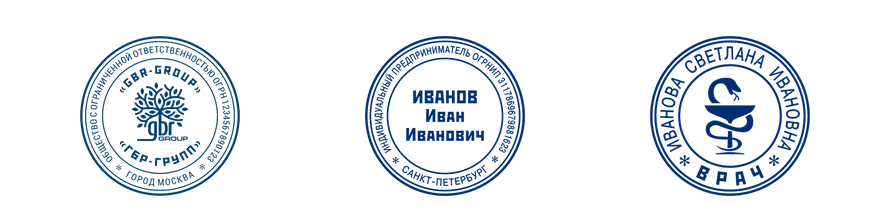 ОБЩЕСТВО С ОГРАНИЧЕННОЙ ОТВЕТСТВЕННОСТЬЮ ОГРН 1234567890123
* ГОРОД МОСКВА *
«GBR-GROUP»
gbr
GROUP
«ГБР-ГРУПП»
ИНДИВИДУАЛЬНЫЙ ПРЕДПРИНИМАТЕЛЬ ОГРНИП 3117869679881623
* САНКТ-ПЕТЕРБУРГ *
ИВАНОВ
Иван
Иванович
ИВАНОВА СВЕТЛАНА ИВАНОВНА
* ВРАЧ *